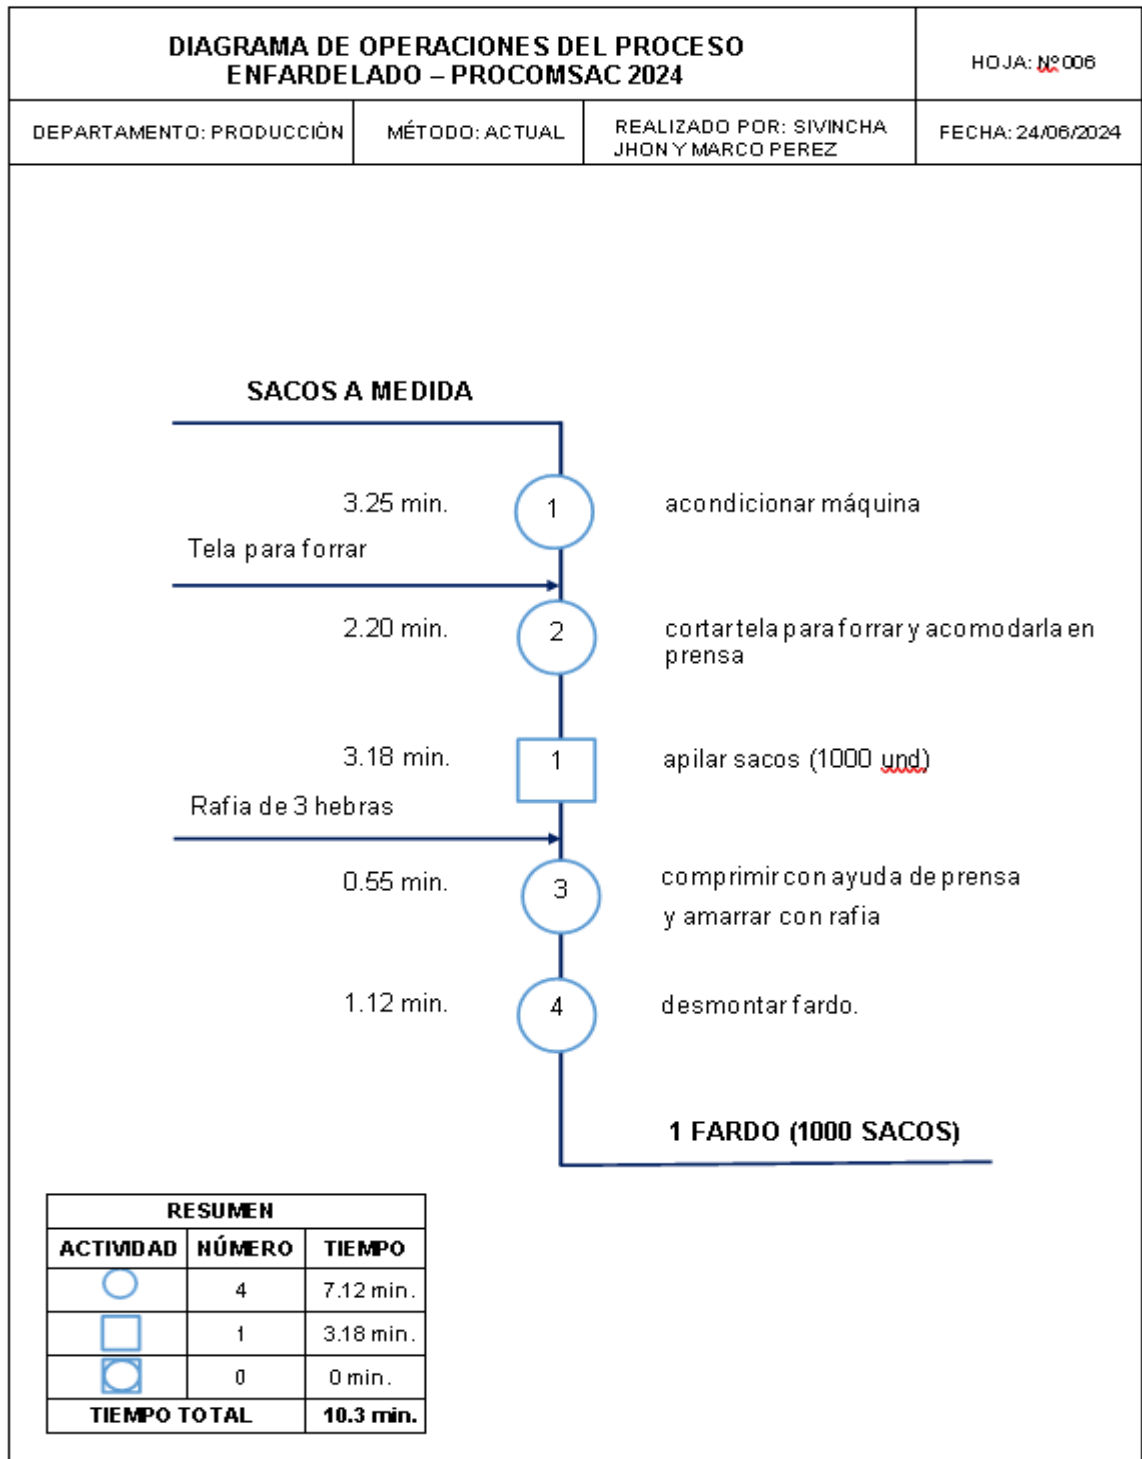 DIAGRAMA DE OPERACIONES DEL PROCESO
ENFARDELADO – PROCOMSAC 2024
HOJA: Nº 006
DEPARTAMENTO: PRODUCCIÓN
MÉTODO: ACTUAL
REALIZADO POR: SIVINCHA
JHON Y MARCO PEREZ
FECHA: 24/06/2024
SACOS A MEDIDA
3.25 min.
1
acondicionar máquina
Tela para forrar
2.20 min.
2
cortar tela para forrar y acomodarla en
prensa
3.18 min.
1
apilar sacos (1000 und)
Rafia de 3 hebras
0.55 min.
3
comprimir con ayuda de prensa
y amarrar con rafia
1.12 min.
4
desmontar fardo.
1 FARDO (1000 SACOS)
RESUMEN
ACTIVIDAD NÚMERO TIEMPO
4 7.12 min.
1 3.18 min.
0 0 min.
TIEMPO TOTAL 10.3 min.